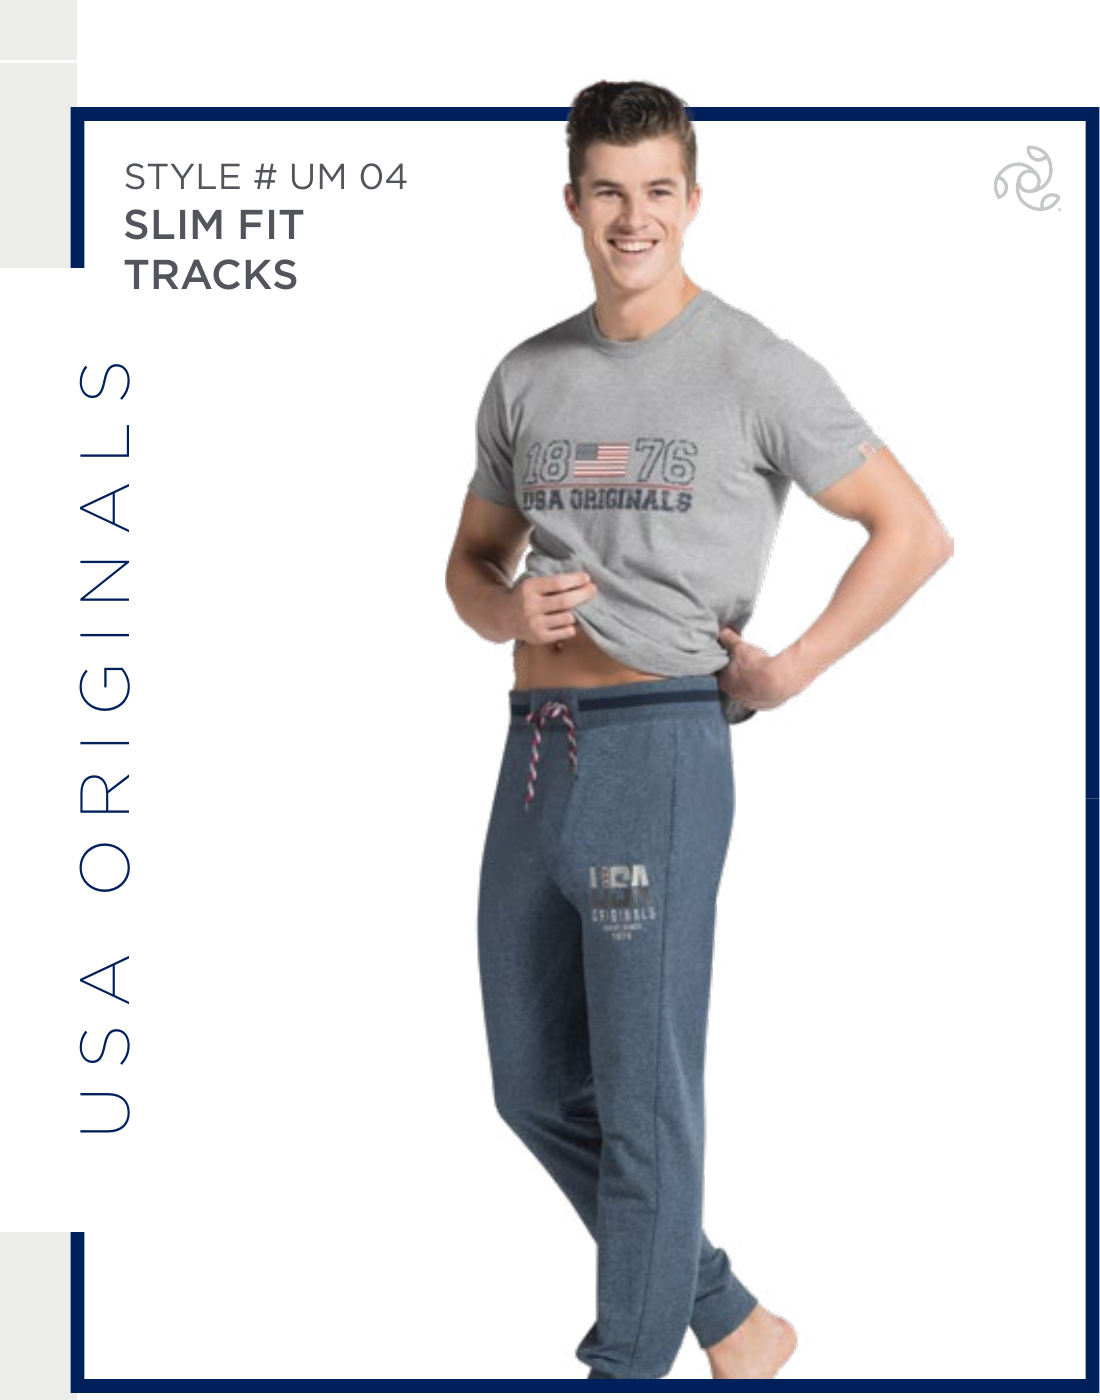 STYLE # UM 04
SLIM FIT
TRACKS
USA ORIGINALS
18 76
USA ORIGINALS
USA
ORIGINALS